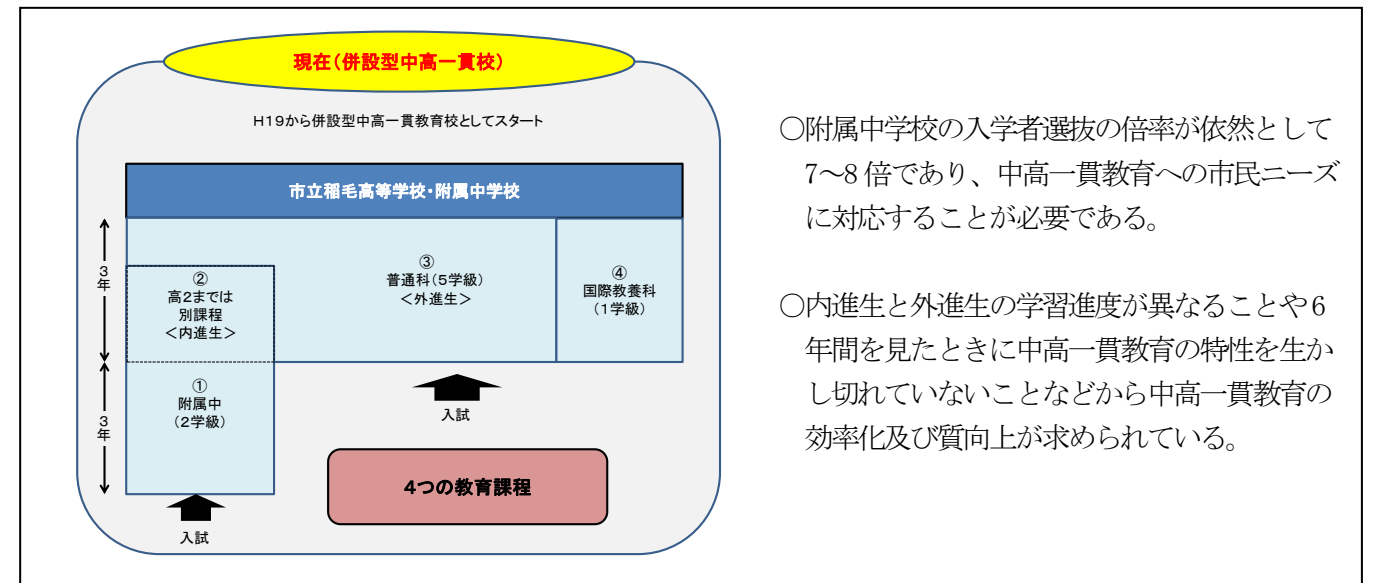 現在(併設型中高一貫校)
H19から併設型中高一貫教育校としてスタート
市立稲毛高等学校・附属中学校
3年
②
高2までは
別課程
<内進生>
③
普通科(5学級)
<外進生>
④
国際教養科
(1学級)
3年
①
附属中
(2学級)
入試
入試
4つの教育課程
○附属中学校の入学者選抜の倍率が依然として
7～8倍であり、中高一貫教育への市民ニーズ
に対応することが必要である。
○内進生と外進生の学習進度が異なることや6
年間を見たときに中高一貫教育の特性を生か
し切れていないことなどから中高一貫教育の
効率化及び質向上が求められている。